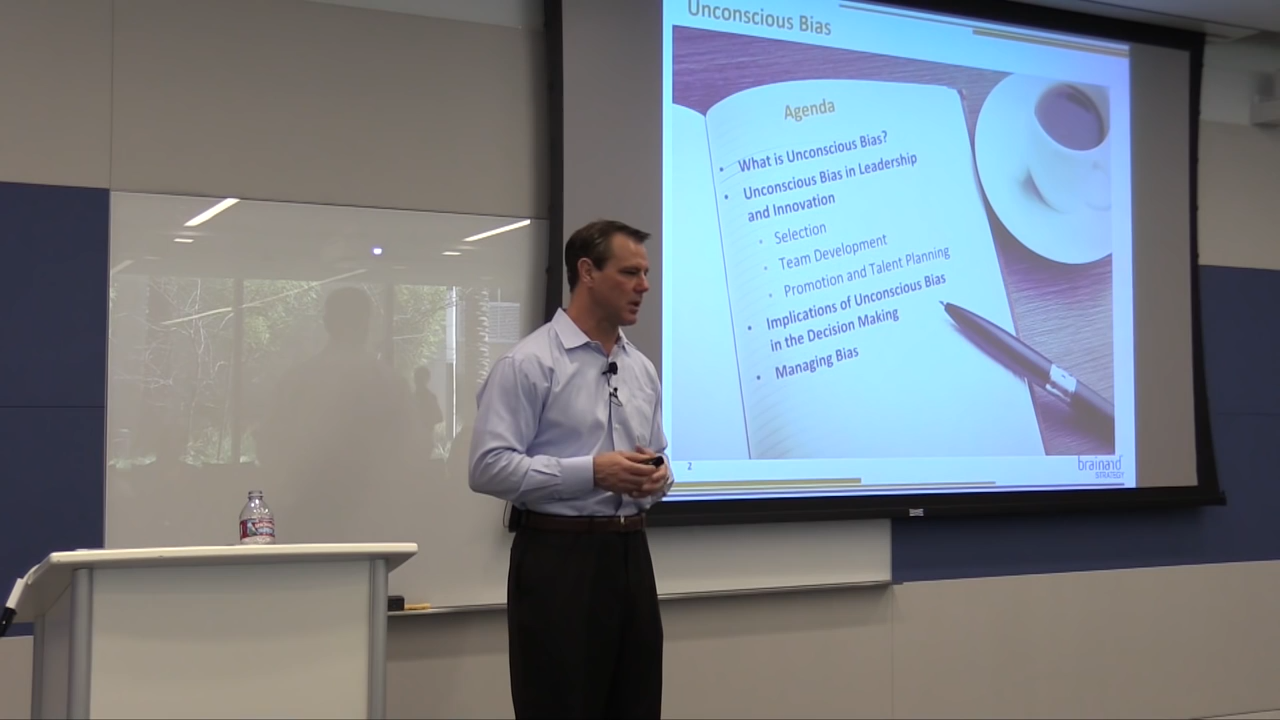 Unconscious Bias
Agenda
• What is Unconscious Bias?
• Unconscious Bias in Leadership
and Innovation
• Selection
• Team Development
• Promotion and Talent Planning
• Implications of Unconscious Bias
in the Decision Making
• Managing Bias
2
brainard
STRATEGY